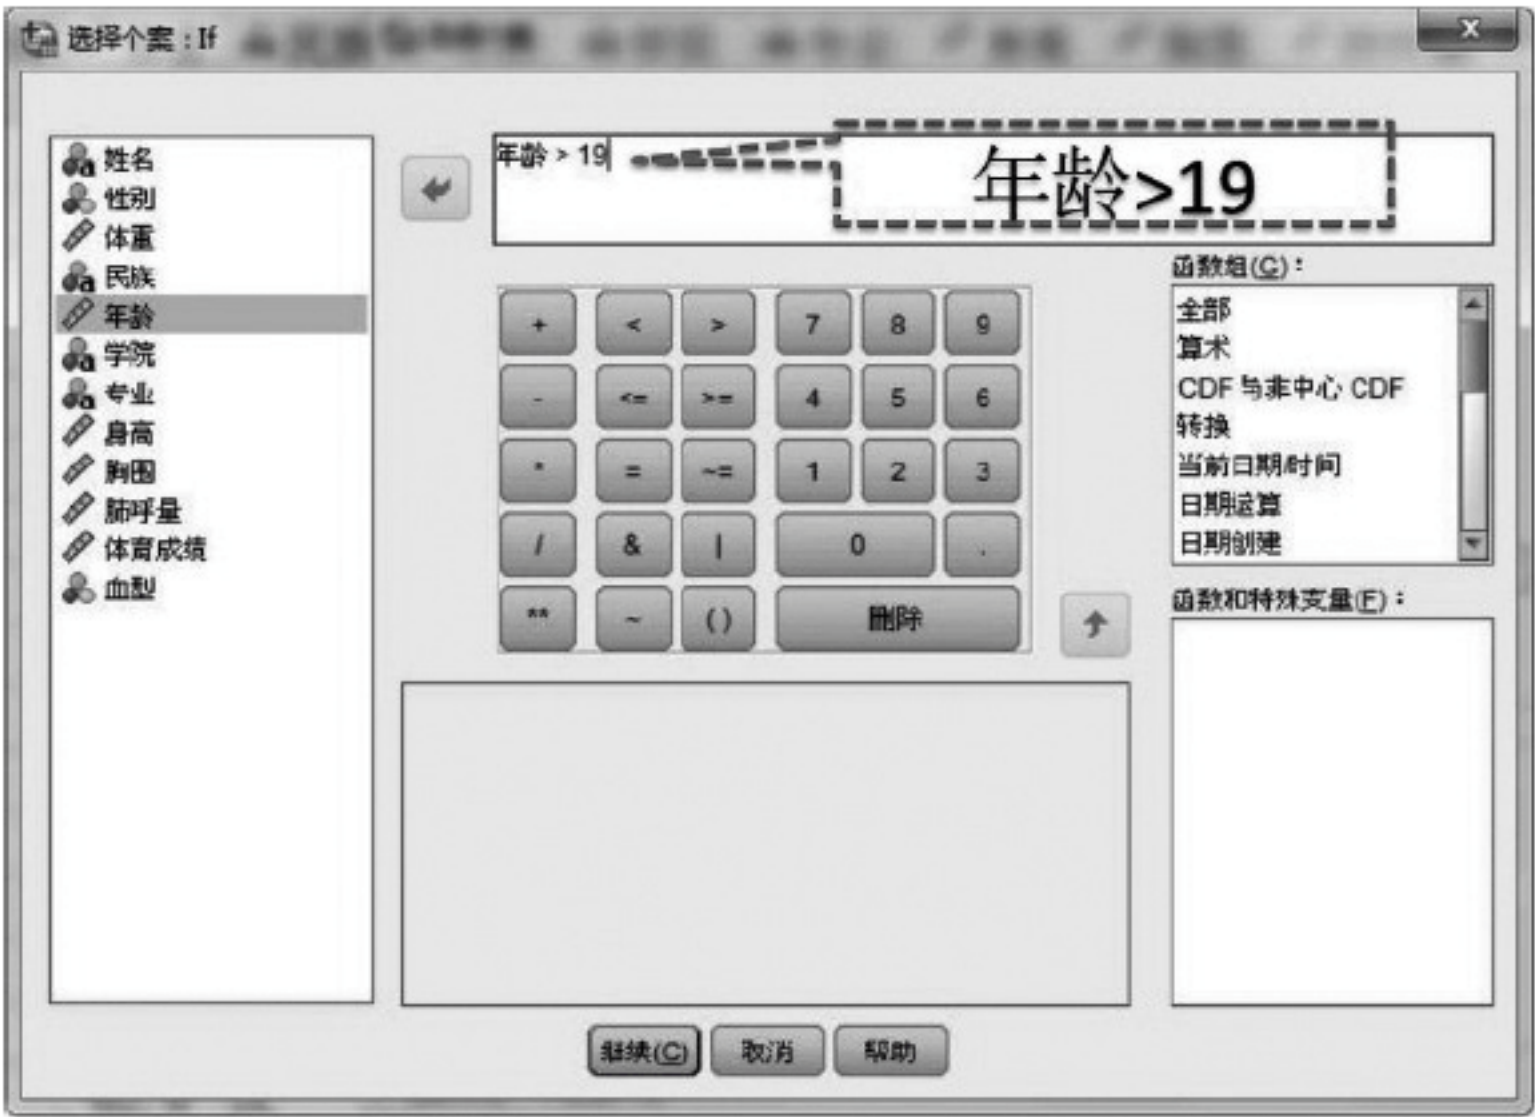 选择个案:If
X
姓名
性别
体重
民族
年龄
学院
专业
身高
胸围
肺呼量
体育成绩
血型
年龄 > 19
年龄>19
+ < > 7 8 9
- <= >= 4 5 6
* = ~= 1 2 3
/ & | 0 .
** ~ () 删除
函数组(G):
全部
算术
CDF 与非中心 CDF
转换
当前日期/时间
日期运算
日期创建
函数和特殊变量(F):
继续(C) 取消 帮助